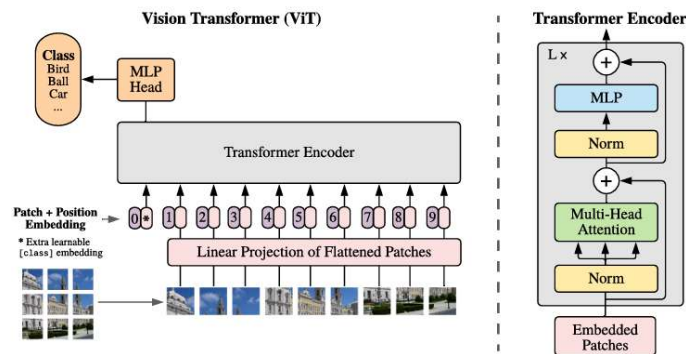 Vision Transformer (ViT)
Class
Bird
Ball
Car
...
MLP
Head
Transformer Encoder
Patch + Position
Embedding
0 * 1 2 3 4 5 6 7 8 9
* Extra learnable
[class] embedding
Linear Projection of Flattened Patches
Transformer Encoder
L x
+
MLP
Norm
+
Multi-Head
Attention
Norm
Embedded
Patches